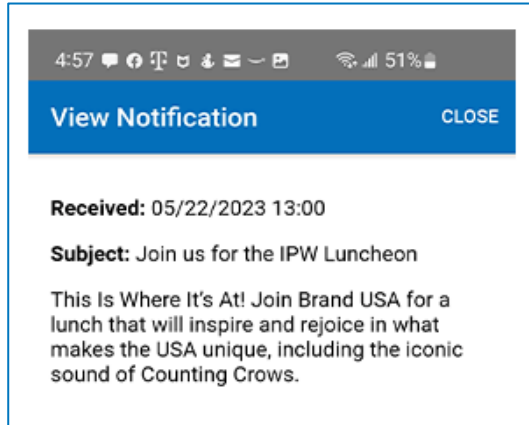 4:57 51%
View Notification CLOSE
Received: 05/22/2023 13:00
Subject: Join us for the IPW Luncheon
This Is Where It's At! Join Brand USA for a
lunch that will inspire and rejoice in what
makes the USA unique, including the iconic
sound of Counting Crows.